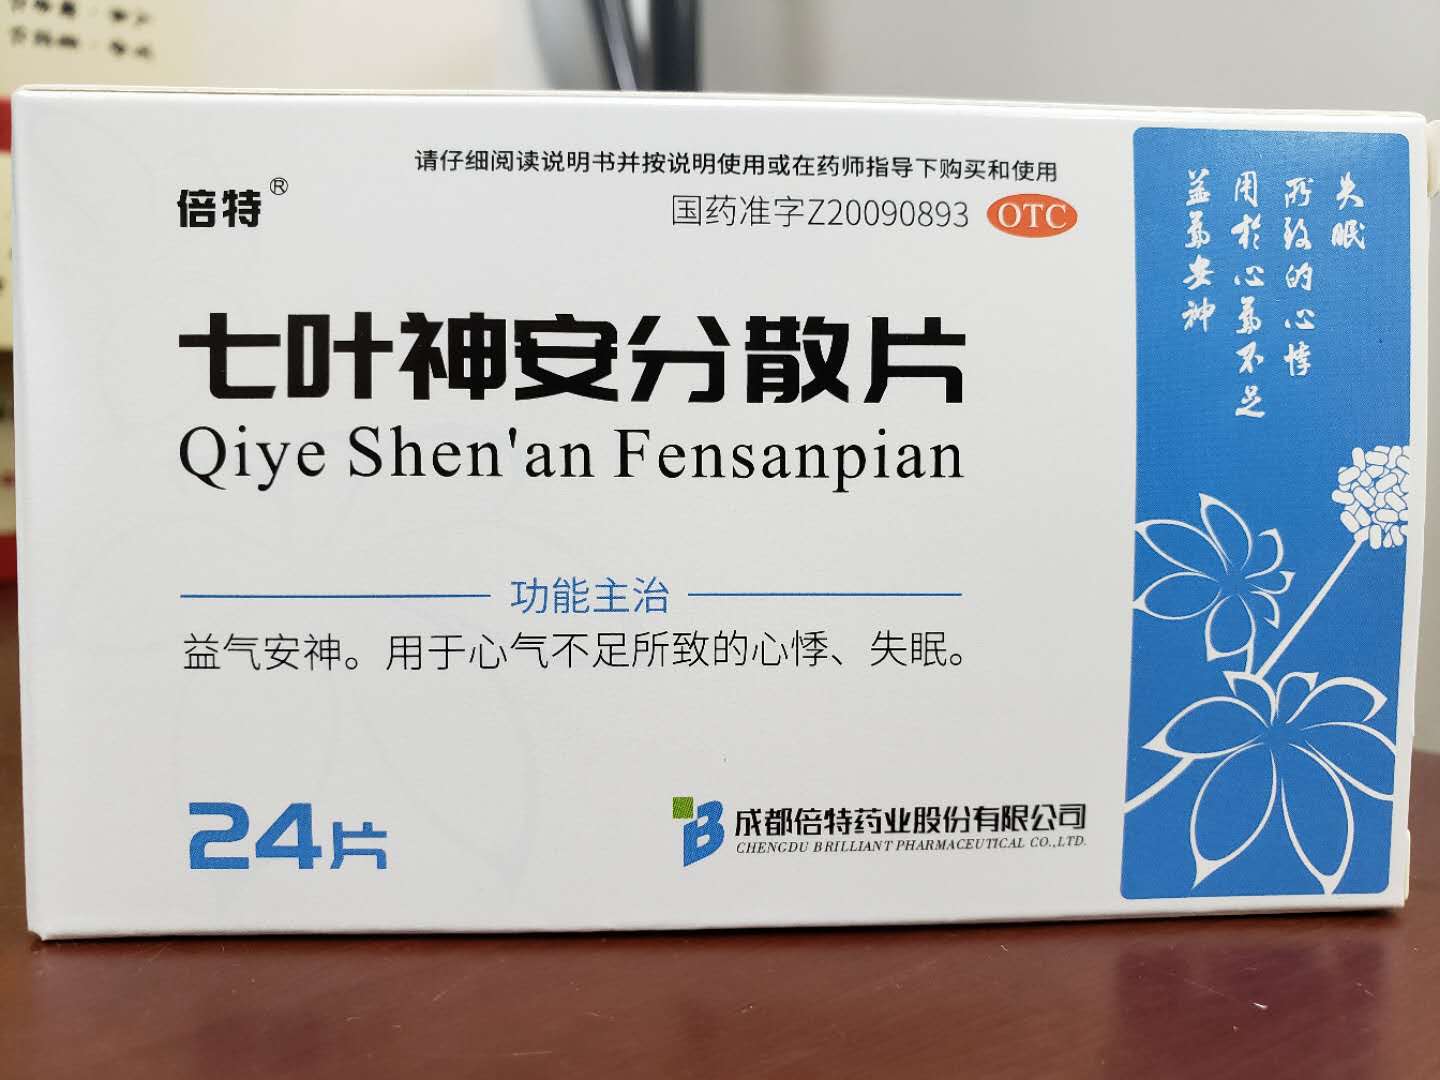 请仔细阅读说明书并按说明使用或在药师指导下购买和使用
倍特®
国药准字Z20090893 OTC
七叶神安分散片
Qiye Shen'an Fensanpian
功能主治
益气安神。用于心气不足所致的心悸、失眠。
24片
成都倍特药业股份有限公司
CHENGDU BRILLIANT PHARMACEUTICAL CO.,LTD.
益气安神
用于心气不足
所致的心悸
失眠